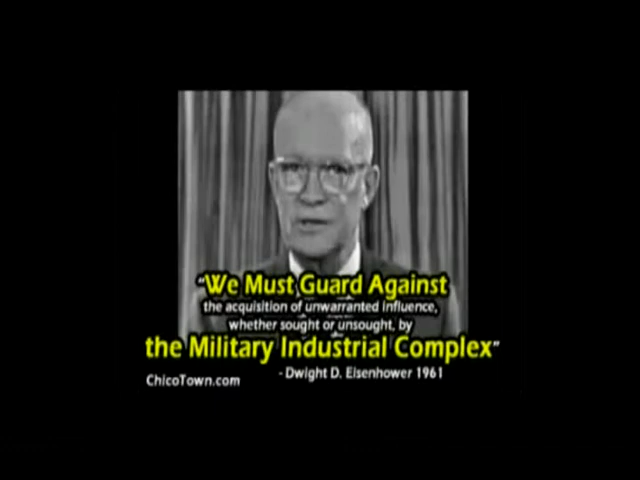 "We Must Guard Against
the acquisition of unwarranted influence,
whether sought or unsought, by
the Military Industrial Complex"
- Dwight D. Eisenhower 1961
ChicoTown.com